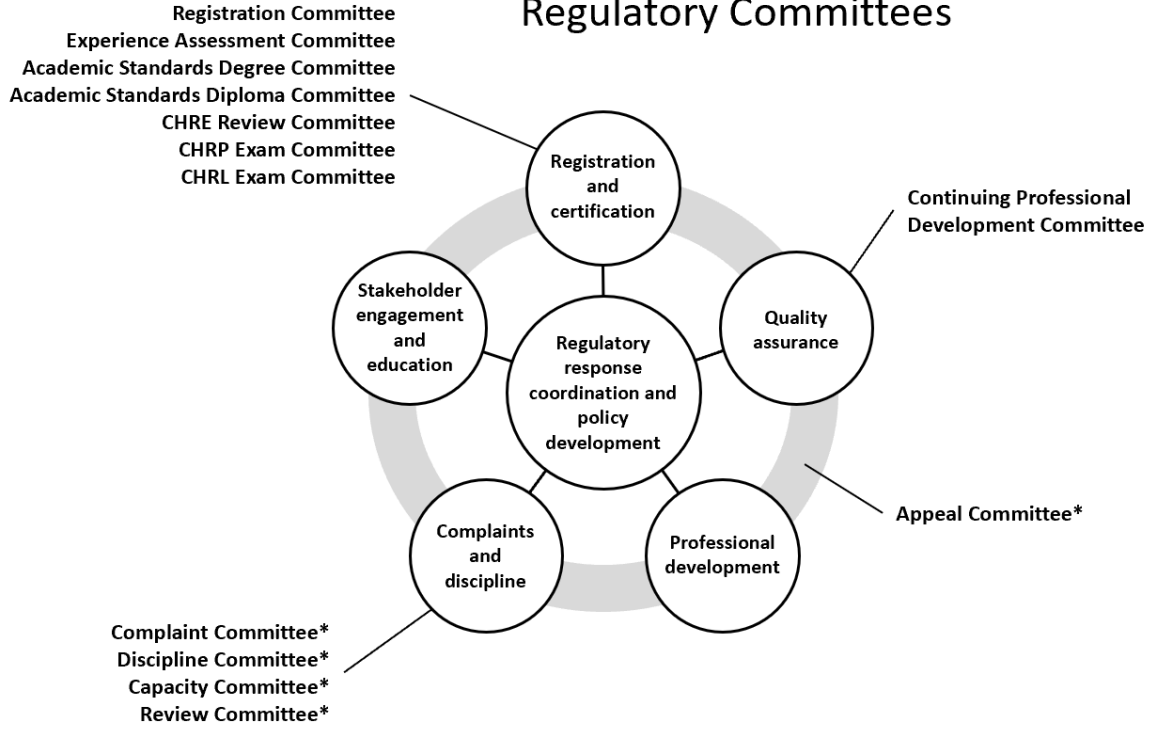 Regulatory Committees
Registration Committee
Experience Assessment Committee
Academic Standards Degree Committee
Academic Standards Diploma Committee
CHRE Review Committee
CHRP Exam Committee
CHRL Exam Committee
Registration
and
certification
Continuing Professional
Development Committee
Stakeholder
engagement
and
education
Quality
assurance
Regulatory
response
coordination and
policy
development
Appeal Committee*
Complaints
and
discipline
Professional
development
Complaint Committee*
Discipline Committee*
Capacity Committee*
Review Committee*